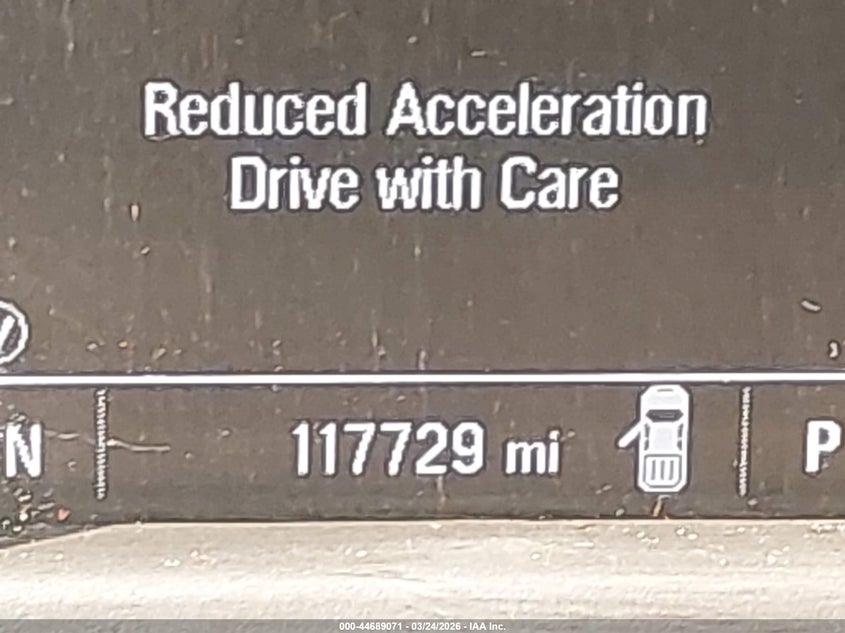 Reduced Acceleration
Drive with Care
N 117729 mi P
000-44689071 - 03/24/2026 - IAA Inc.